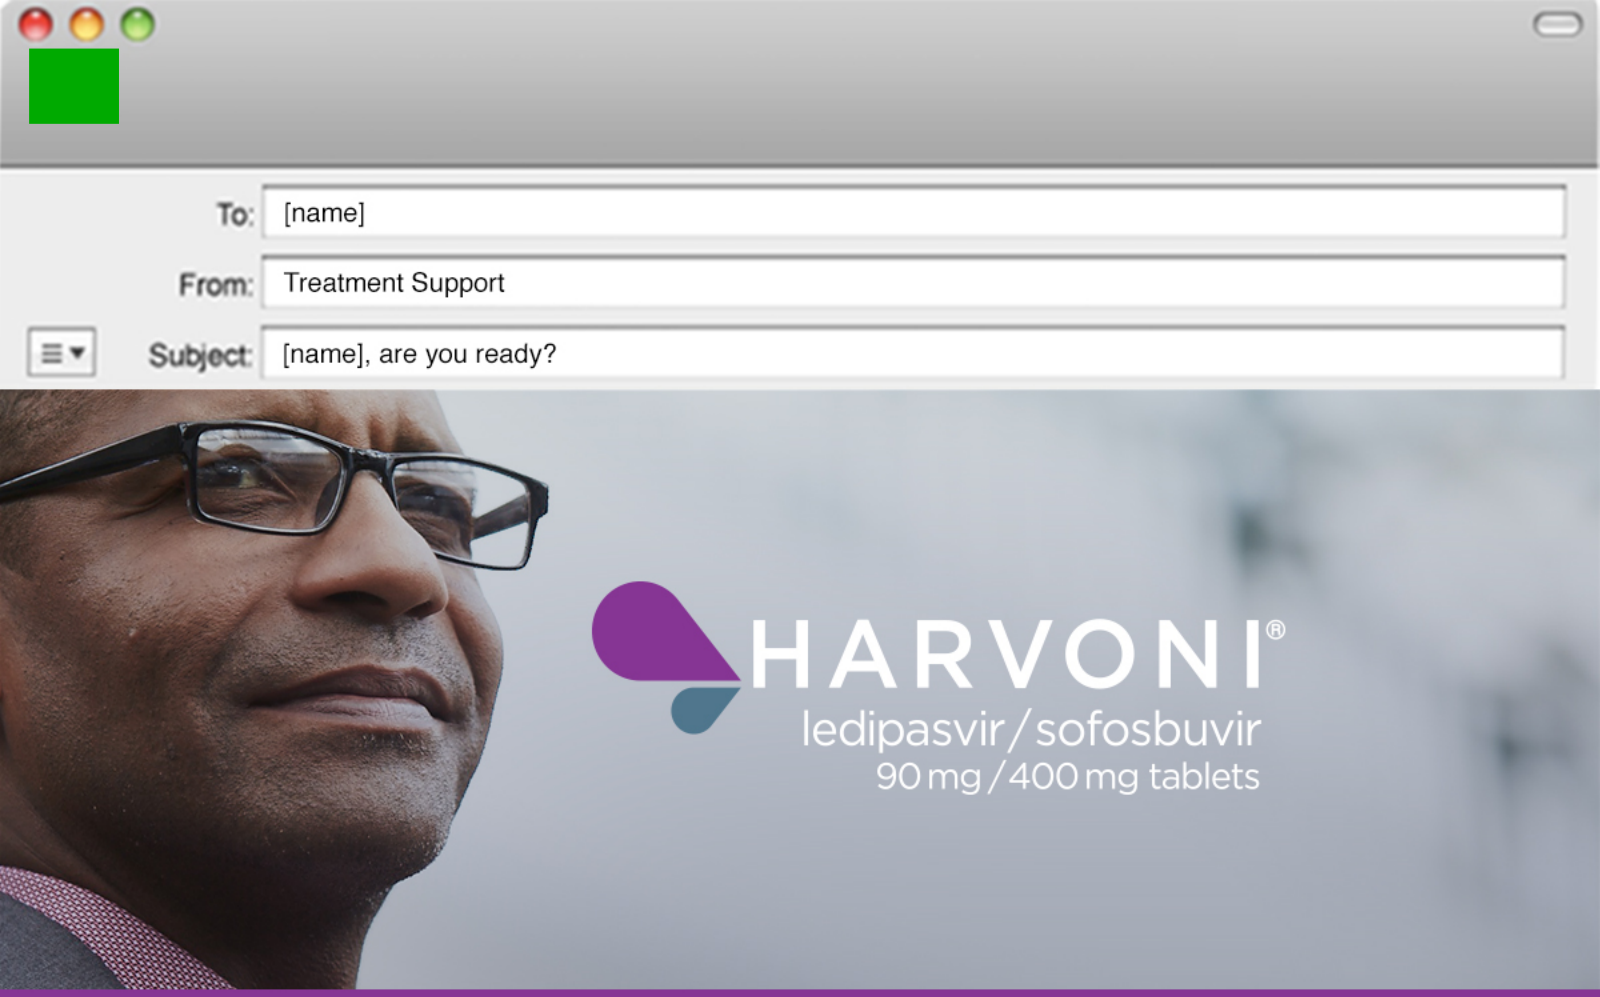 To: [name]
From: Treatment Support
Subject: [name], are you ready?
HARVONI®
ledipasvir/sofosbuvir
90 mg/400 mg tablets